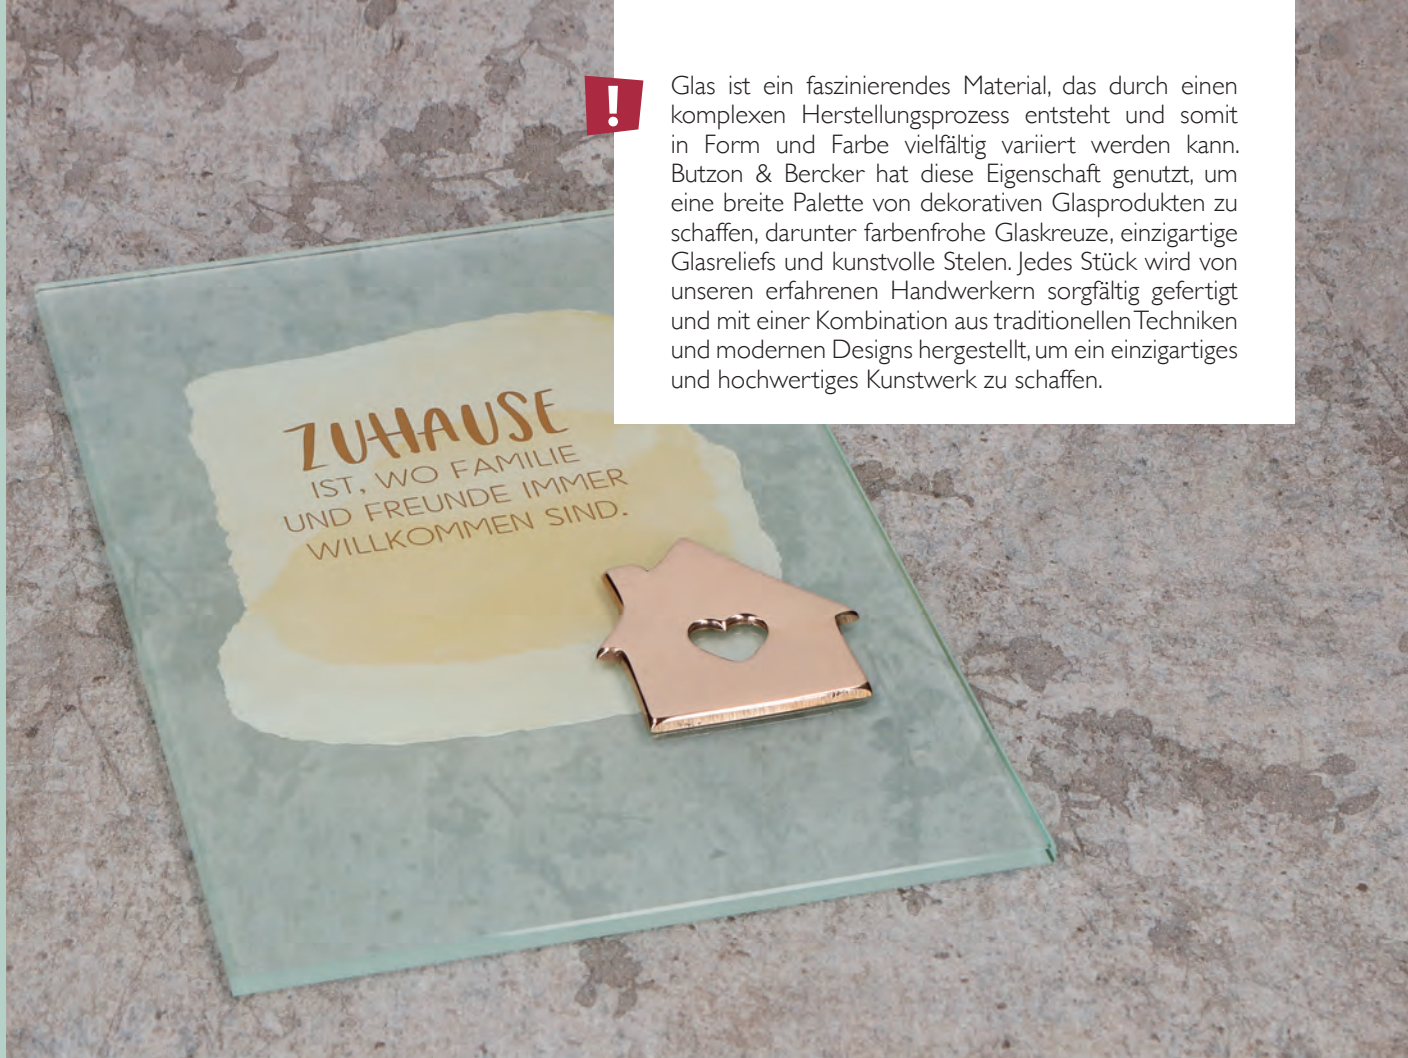 !
Glas ist ein faszinierendes Material, das durch einen
komplexen Herstellungsprozess entsteht und somit
in Form und Farbe vielfältig variiert werden kann.
Butzon & Bercker hat diese Eigenschaft genutzt, um
eine breite Palette von dekorativen Glasprodukten zu
schaffen, darunter farbenfrohe Glaskreuze, einzigartige
Glasreliefs und kunstvolle Stelen. Jedes Stück wird von
unseren erfahrenen Handwerkern sorgfältig gefertigt
und mit einer Kombination aus traditionellen Techniken
und modernen Designs hergestellt, um ein einzigartiges
und hochwertiges Kunstwerk zu schaffen.
ZUHAUSE
IST, WO FAMILIE
UND FREUNDE IMMER
WILLKOMMEN SIND.